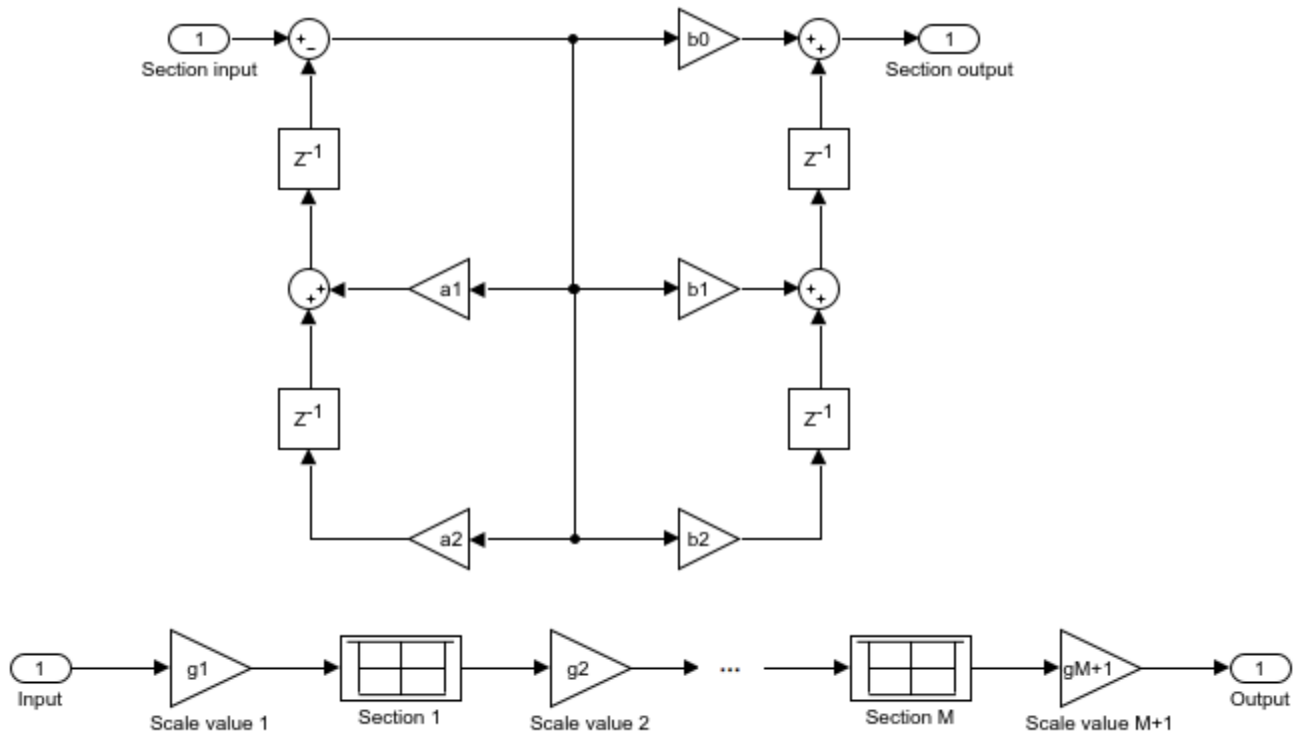 1 +− b0 ++ 1
Section input Section output
z-1 z-1
++ a1 b1 ++
z-1 z-1
a2 b2
1 g1 g2 ... gM+1 1
Input Scale value 1 Section 1 Scale value 2 Section M Scale value M+1 Output